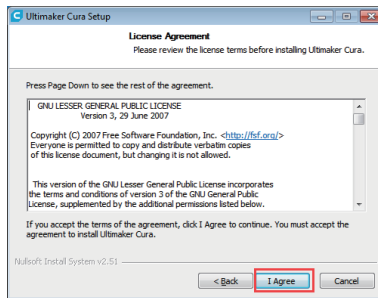 Ultimaker Cura Setup
License Agreement
Please review the license terms before installing Ultimaker Cura.
Press Page Down to see the rest of the agreement.
GNU LESSER GENERAL PUBLIC LICENSE
Version 3, 29 June 2007
Copyright (C) 2007 Free Software Foundation, Inc. <http://fsf.org/>
Everyone is permitted to copy and distribute verbatim copies
of this license document, but changing it is not allowed.
This version of the GNU Lesser General Public License incorporates
the terms and conditions of version 3 of the GNU General Public
License, supplemented by the additional permissions listed below.
If you accept the terms of the agreement, click I Agree to continue. You must accept the
agreement to install Ultimaker Cura.
Nullsoft Install System v2.51
< Back I Agree Cancel